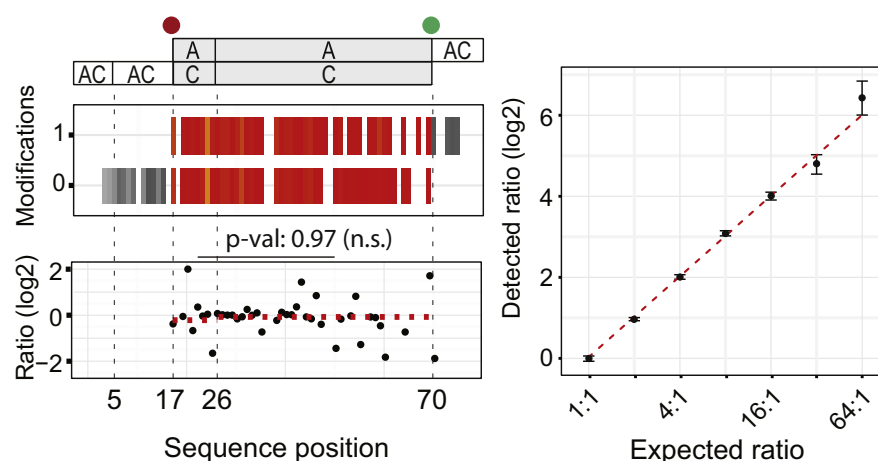 A A AC
AC AC C C
Modifications
1
0
p-val: 0.97 (n.s.)
Ratio (log2)
2
0
−2
5 17 26 70
Sequence position
Detected ratio (log2)
6
4
2
0
1:1 4:1 16:1 64:1
Expected ratio